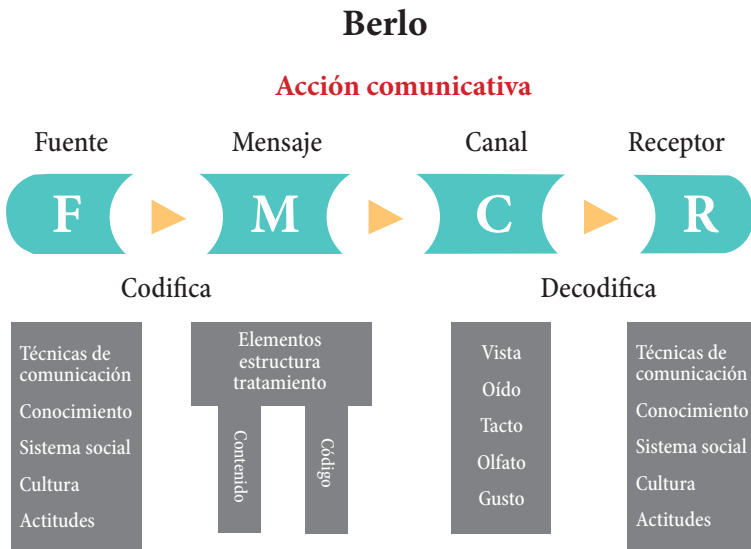 Berlo
Acción comunicativa
Fuente
Mensaje
Canal
Receptor
F
M
C
R
Codifica
Decodifica
Técnicas de
comunicación
Conocimiento
Sistema social
Cultura
Actitudes
Elementos
estructura
tratamiento
Contenido
Código
Vista
Oído
Tacto
Olfato
Gusto
Técnicas de
comunicación
Conocimiento
Sistema social
Cultura
Actitudes